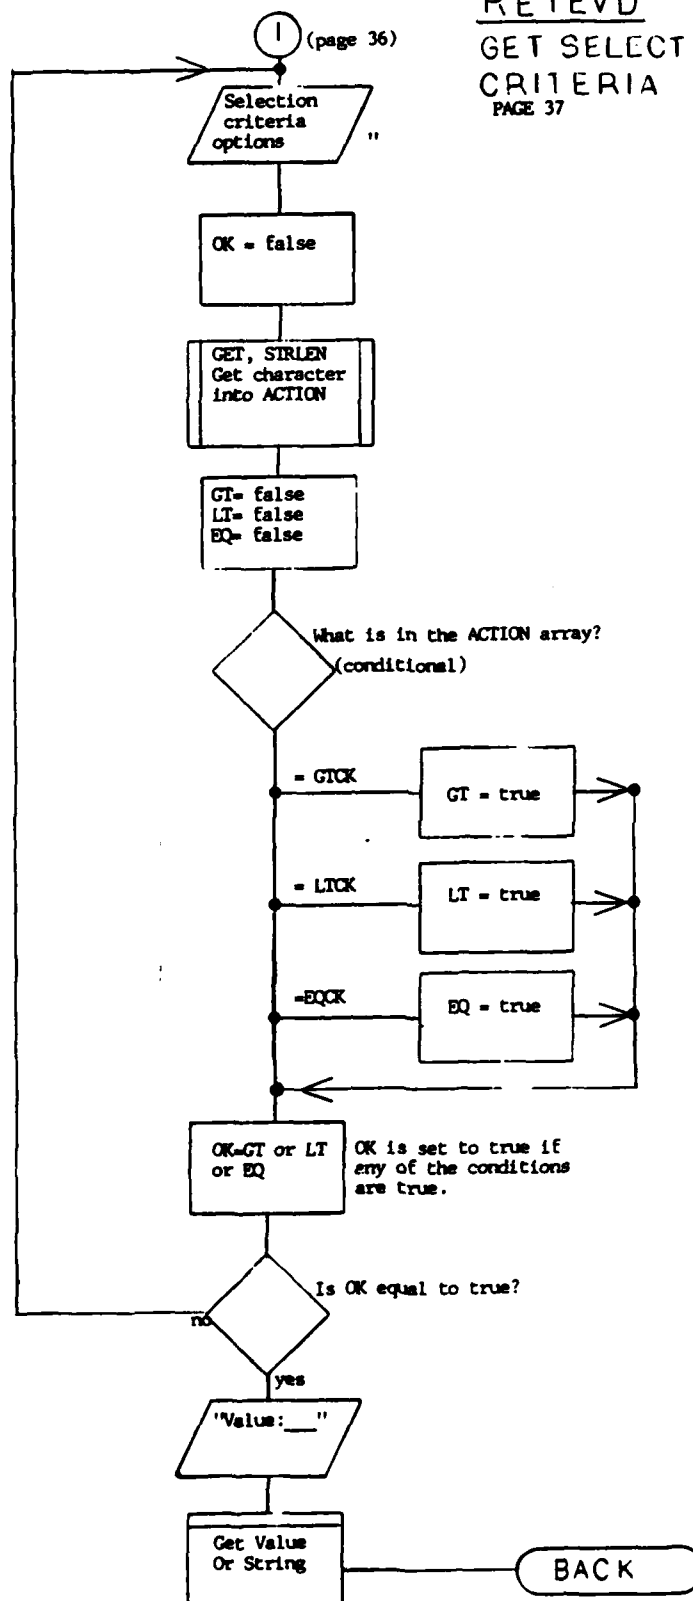 RETEVD
GET SELECT
CRITERIA
PAGE 37
1 (page 36)
Selection
criteria
options "
OK = false
GET, STRLEN
Get character
into ACTION
GT= false
LT= false
EQ= false
What is in the ACTION array?
(conditional)
= GTCK
GT = true
= LTCK
LT = true
=EQCK
EQ = true
OK=GT or LT
or EQ
OK is set to true if
any of the conditions
are true.
Is OK equal to true?
no
yes
"Value:___"
Get Value
Or String
BACK